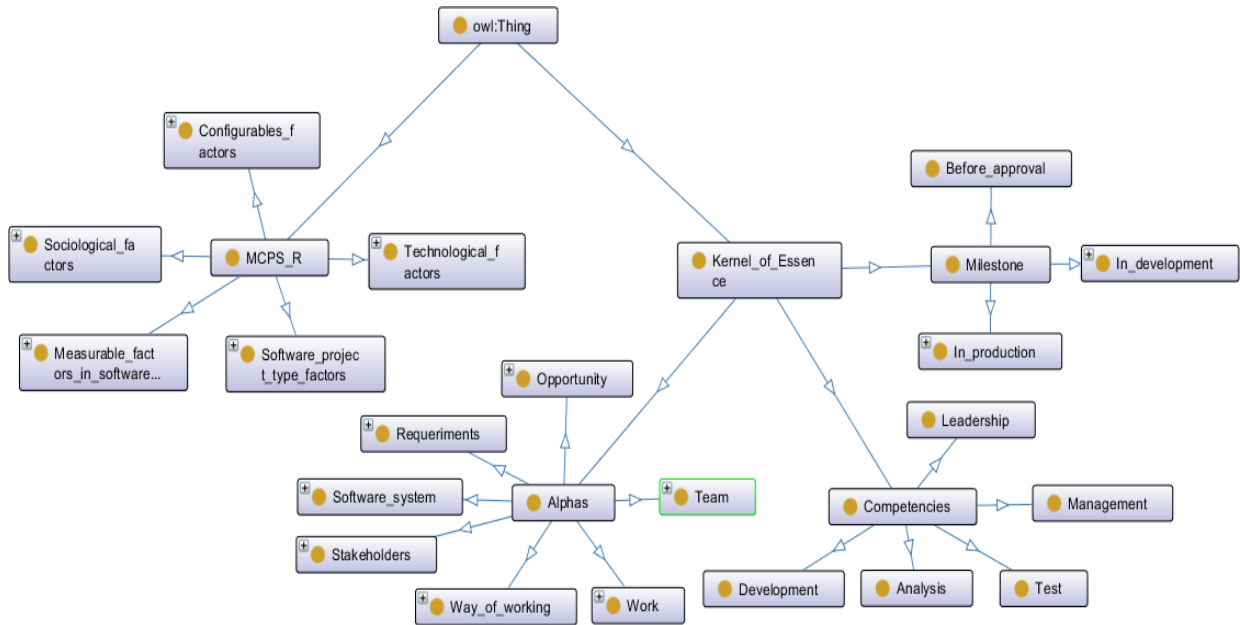 owl:Thing
Configurables_f
actors
Before_approval
Sociological_fa
ctors
MCPS_R
Technological_f
actors
Kernel_of_Essen
ce
Milestone
In_development
Measurable_fact
ors_in_software...
Software_projec
t_type_factors
In_production
Opportunity
Requeriments
Leadership
Software_system
Alphas
Team
Competencies
Management
Stakeholders
Way_of_working
Work
Development
Analysis
Test